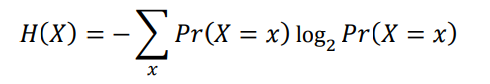 H(X) = − ∑ₓ Pr(X = x) log₂ Pr(X = x)